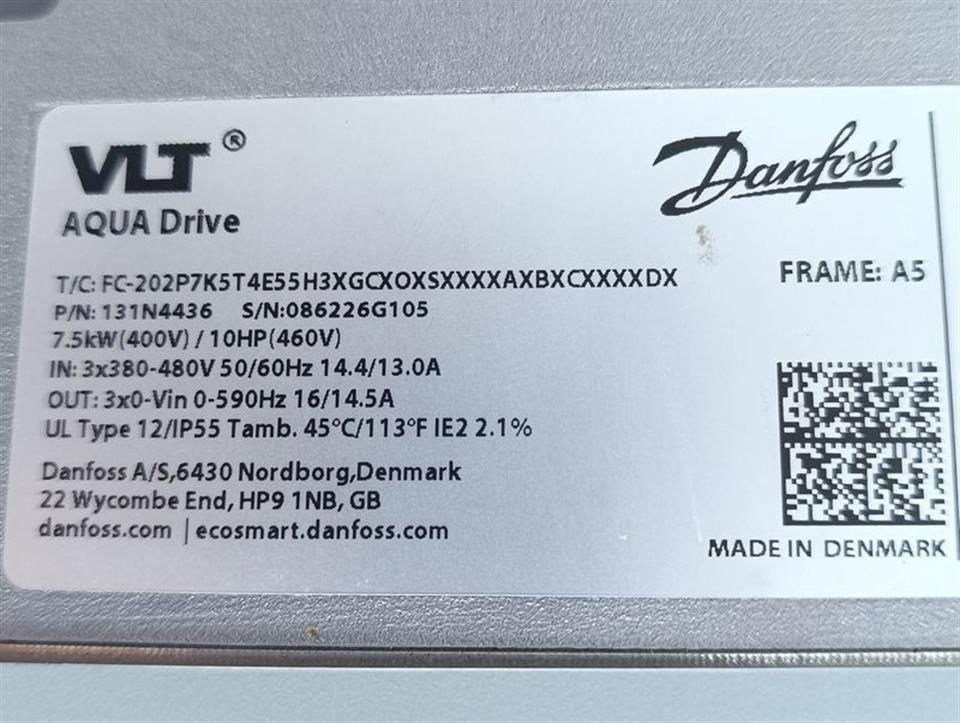 VLT ®
Danfoss
AQUA Drive
T/C: FC-202P7K5T4E55H3XGCXOXSXXXXAXBXCXXXXDX
FRAME: A5
P/N: 131N4436 S/N:086226G105
7.5kW(400V) / 10HP(460V)
IN: 3x380-480V 50/60Hz 14.4/13.0A
OUT: 3x0-Vin 0-590Hz 16/14.5A
UL Type 12/IP55 Tamb. 45°C/113°F IE2 2.1%
Danfoss A/S,6430 Nordborg,Denmark
22 Wycombe End, HP9 1NB, GB
danfoss.com | ecosmart.danfoss.com
MADE IN DENMARK